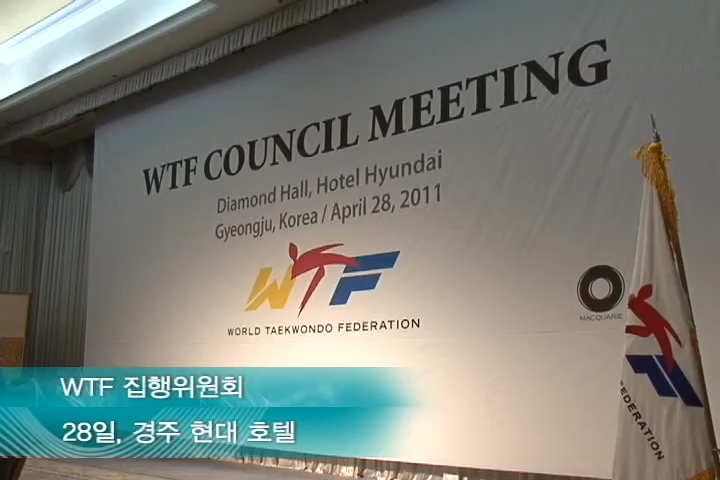 WTF COUNCIL MEETING
Diamond Hall, Hotel Hyundai
Gyeongju, Korea / April 28, 2011
WTF
WORLD TAEKWONDO FEDERATION
MACQUARIE
FEDERATION
WTF 집행위원회
28일, 경주 현대 호텔